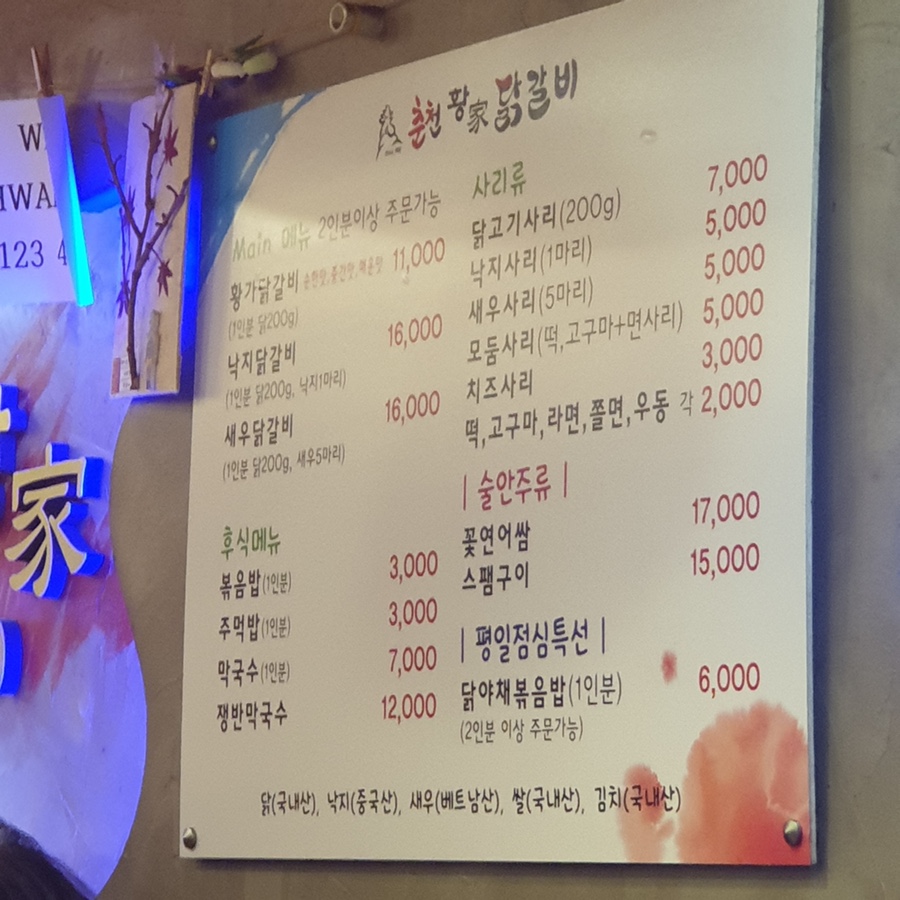 춘천 황家 닭갈비
Main 메뉴 2인분이상 주문가능
황가닭갈비 순한맛,중간맛,매운맛 11,000
(1인분 닭200g)
낙지닭갈비 16,000
(1인분 닭200g, 낙지1마리)
새우닭갈비 16,000
(1인분 닭200g, 새우5마리)
후식메뉴
볶음밥(1인분) 3,000
주먹밥(1인분) 3,000
막국수(1인분) 7,000
쟁반막국수 12,000
사리류
닭고기사리(200g) 7,000
낙지사리(1마리) 5,000
새우사리(5마리) 5,000
모둠사리(떡,고구마+면사리) 5,000
치즈사리 3,000
떡,고구마,라면,쫄면,우동 각 2,000
| 술안주류 |
꽃연어쌈 17,000
스팸구이 15,000
| 평일점심특선 |
닭야채볶음밥(1인분) 6,000
(2인분 이상 주문가능)
닭(국내산), 낙지(중국산), 새우(베트남산), 쌀(국내산), 김치(국내산)
123 4
家